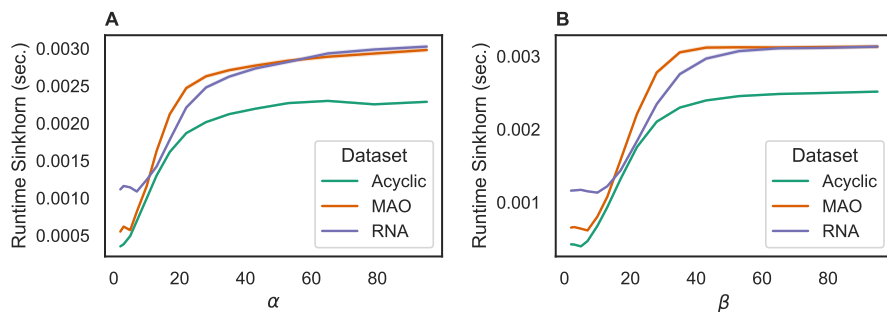 A
Runtime Sinkhorn (sec.)
0.0030
0.0025
0.0020
0.0015
0.0010
0.0005
Dataset
Acyclic
MAO
RNA
0 20 40 60 80
α
B
Runtime Sinkhorn (sec.)
0.003
0.002
0.001
Dataset
Acyclic
MAO
RNA
0 20 40 60 80
β